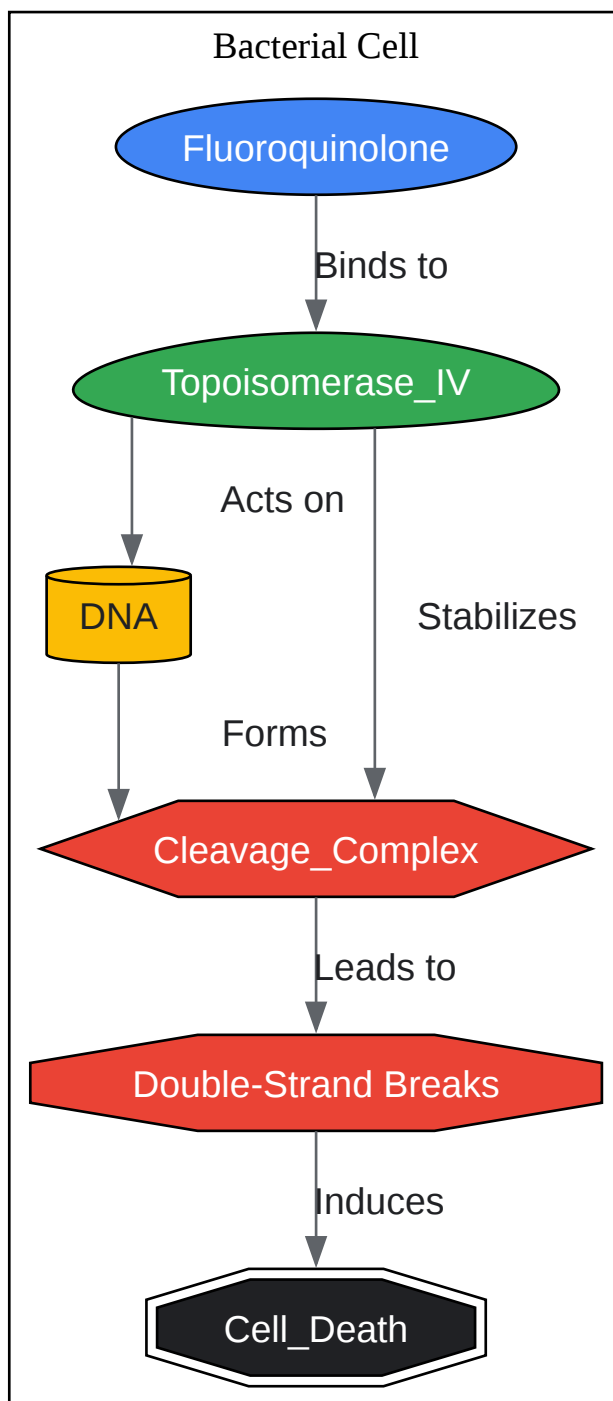 Bacterial Cell
Fluoroquinolone
Binds to
Topoisomerase_IV
Acts on
DNA
Stabilizes
Forms
Cleavage_Complex
Leads to
Double-Strand Breaks
Induces
Cell_Death